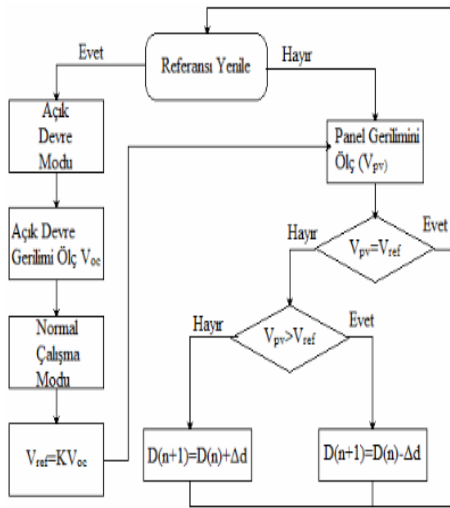 Referansı Yenile
Evet
Hayır
Açık
Devre
Modu
Açık Devre
Gerilimi Ölç Voc
Normal
Çalışma
Modu
Vref=KVoc
Panel Gerilimini
Ölç (Vpv)
Vpv=Vref
Hayır
Evet
Vpv>Vref
Hayır
Evet
D(n+1)=D(n)+Δd
D(n+1)=D(n)-Δd